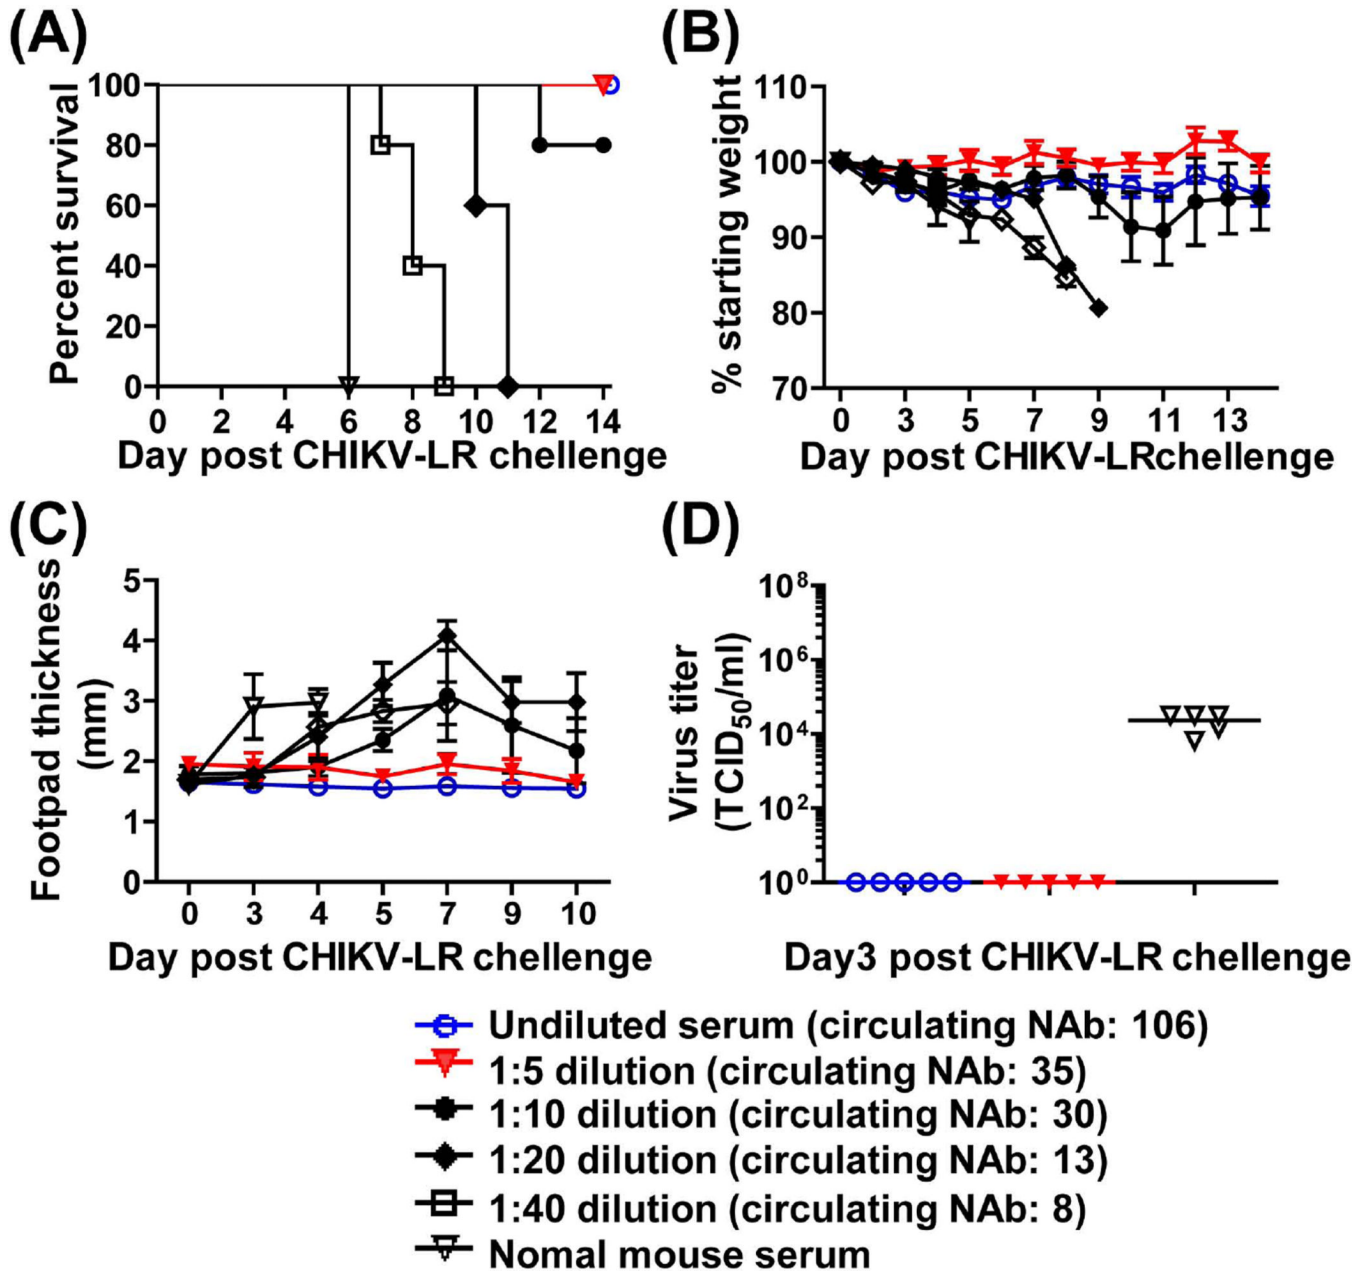 (A)
Percent survival
100
80
60
40
20
0
0 2 4 6 8 10 12 14
Day post CHIKV-LR chellenge
(B)
% starting weight
110
100
90
80
70
0 3 5 7 9 11 13
Day post CHIKV-LRchellenge
(C)
Footpad thickness
(mm)
5
4
3
2
1
0
0 3 4 5 7 9 10
Day post CHIKV-LR chellenge
(D)
Virus titer
(TCID50/ml)
10^8
10^6
10^4
10^2
10^0
Day3 post CHIKV-LR chellenge
Undiluted serum (circulating NAb: 106)
1:5 dilution (circulating NAb: 35)
1:10 dilution (circulating NAb: 30)
1:20 dilution (circulating NAb: 13)
1:40 dilution (circulating NAb: 8)
Nomal mouse serum